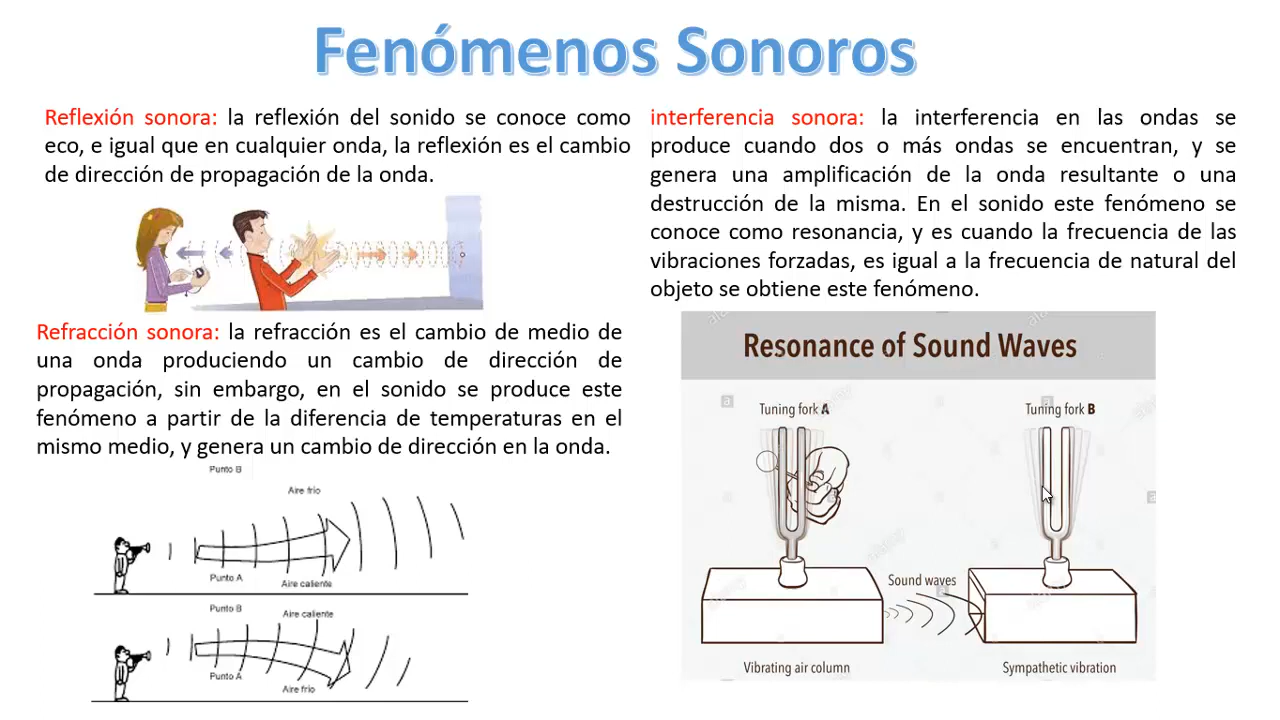 Fenómenos Sonoros
Reflexión sonora: la reflexión del sonido se conoce como
eco, e igual que en cualquier onda, la reflexión es el cambio
de dirección de propagación de la onda.
Refracción sonora: la refracción es el cambio de medio de
una onda produciendo un cambio de dirección de
propagación, sin embargo, en el sonido se produce este
fenómeno a partir de la diferencia de temperaturas en el
mismo medio, y genera un cambio de dirección en la onda.
Punto B
Aire frio
Punto A
Aire caliente
Punto B
Aire caliente
Punto A
Aire frio
interferencia sonora: la interferencia en las ondas se
produce cuando dos o más ondas se encuentran, y se
genera una amplificación de la onda resultante o una
destrucción de la misma. En el sonido este fenómeno se
conoce como resonancia, y es cuando la frecuencia de las
vibraciones forzadas, es igual a la frecuencia de natural del
objeto se obtiene este fenómeno.
Resonance of Sound Waves
Tuning fork A
Tuning fork B
Sound waves
Vibrating air column
Sympathetic vibration